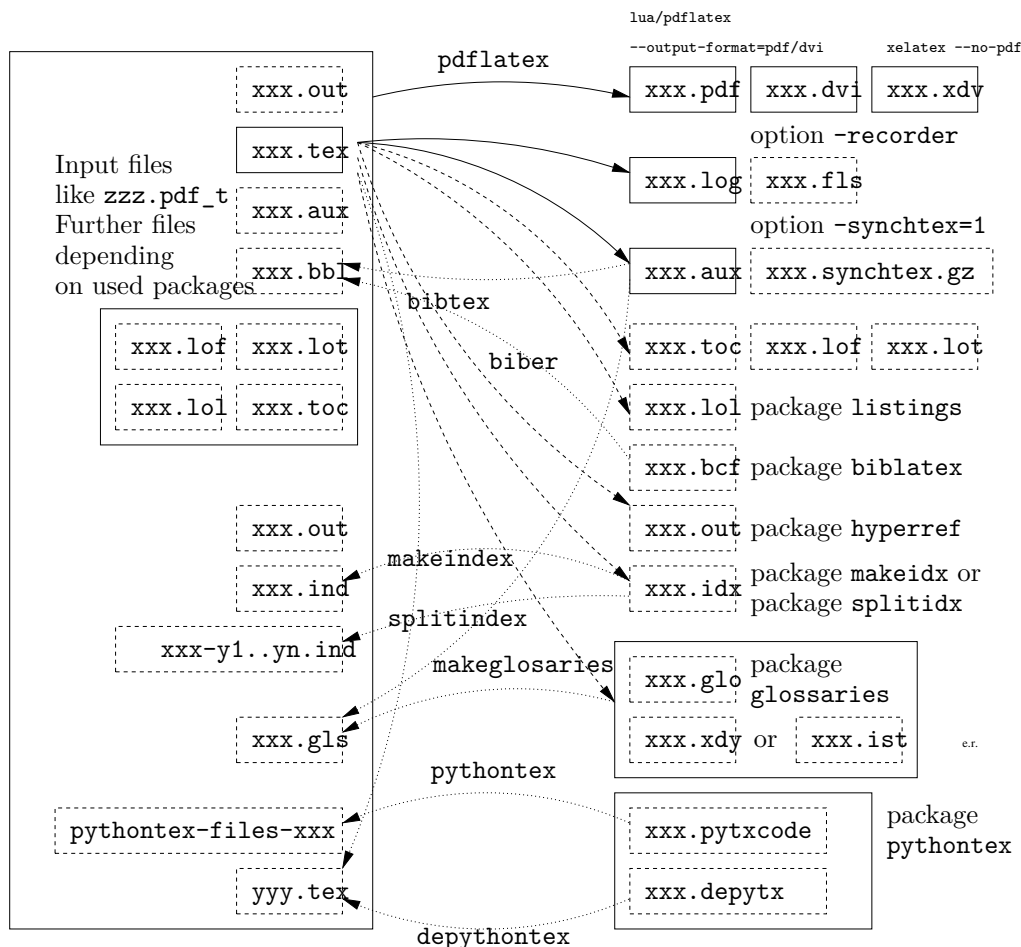 lua/pdflatex
--output-format=pdf/dvi xelatex --no-pdf
pdflatex
xxx.out xxx.pdf xxx.dvi xxx.xdv
option -recorder
xxx.tex
Input files
like zzz.pdf_t
Further files
depending
on used packages
xxx.log xxx.fls
xxx.aux
option -synchtex=1
xxx.bbl xxx.aux xxx.synchtex.gz
bibtex
biber
xxx.lof xxx.lot xxx.toc xxx.lof xxx.lot
xxx.lol xxx.toc xxx.lol package listings
xxx.bcf package biblatex
xxx.out xxx.out package hyperref
makeindex
xxx.ind xxx.idx package makeidx or
package splitidx
splitindex
xxx-y1..yn.ind
makeglosaries
xxx.glo package
glossaries
xxx.gls xxx.xdy or xxx.ist e.r.
pythontex
pythontex-files-xxx xxx.pytxcode package
pythontex
yyy.tex xxx.depytx
depythontex